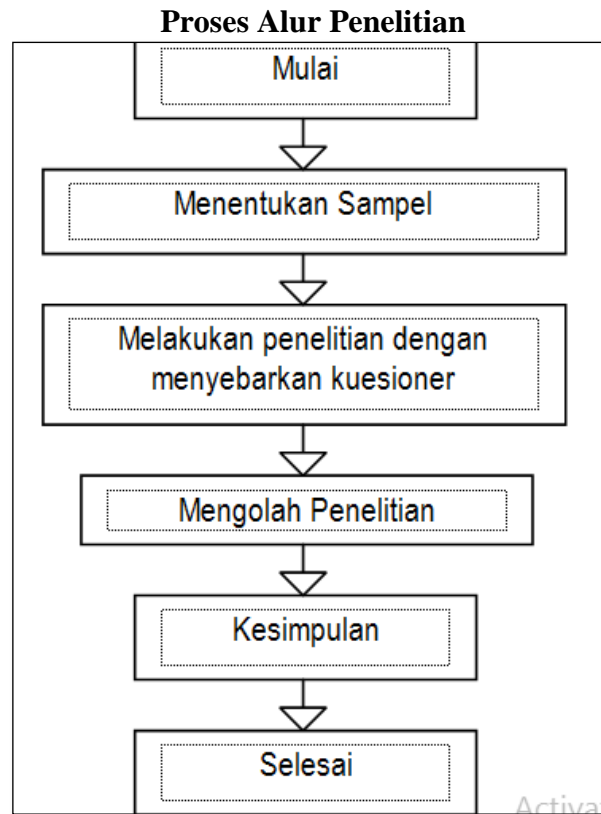 Proses Alur Penelitian
Mulai
Menentukan Sampel
Melakukan penelitian dengan
menyebarkan kuesioner
Mengolah Penelitian
Kesimpulan
Selesai